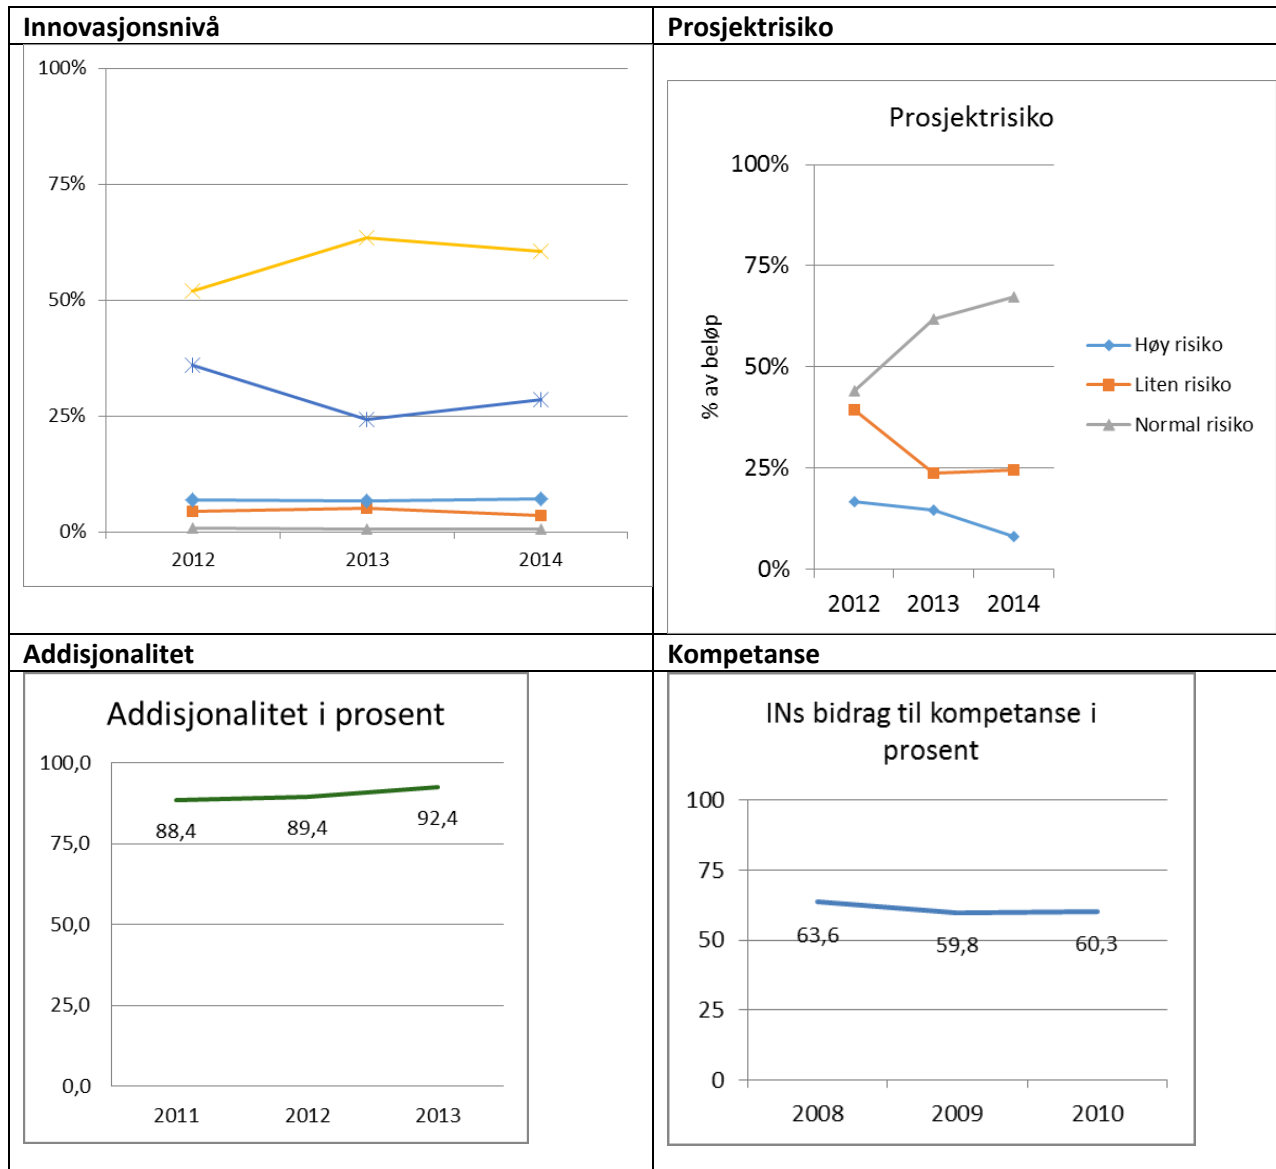 Innovasjonsnivå
100%
75%
50%
25%
0%
2012 2013 2014
Prosjektrisiko
Prosjektrisiko
% av beløp
100%
75%
50%
25%
0%
2012 2013 2014
Høy risiko
Liten risiko
Normal risiko
Addisjonalitet
Addisjonalitet i prosent
100,0
75,0
50,0
25,0
0,0
88,4 89,4 92,4
2011 2012 2013
Kompetanse
INs bidrag til kompetanse i
prosent
100
75
50
25
0
63,6 59,8 60,3
2008 2009 2010